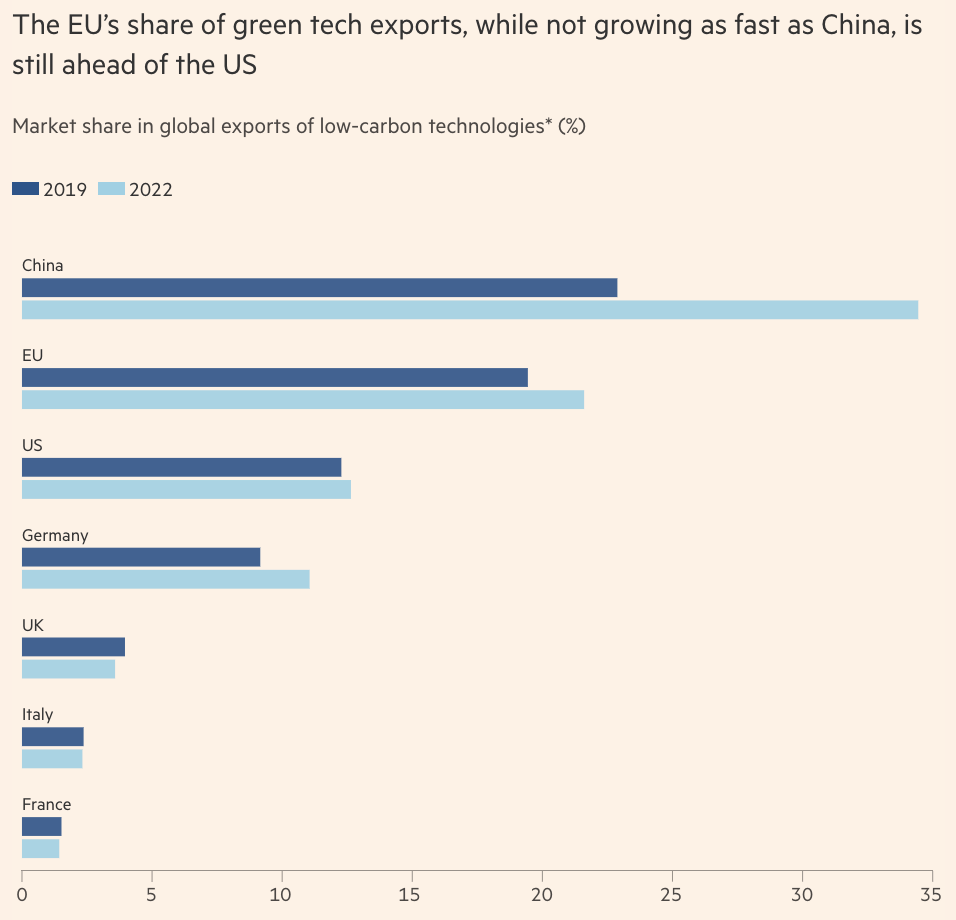 The EU’s share of green tech exports, while not growing as fast as China, is
still ahead of the US
Market share in global exports of low-carbon technologies* (%)
2019 2022
China
EU
US
Germany
UK
Italy
France
0 5 10 15 20 25 30 35